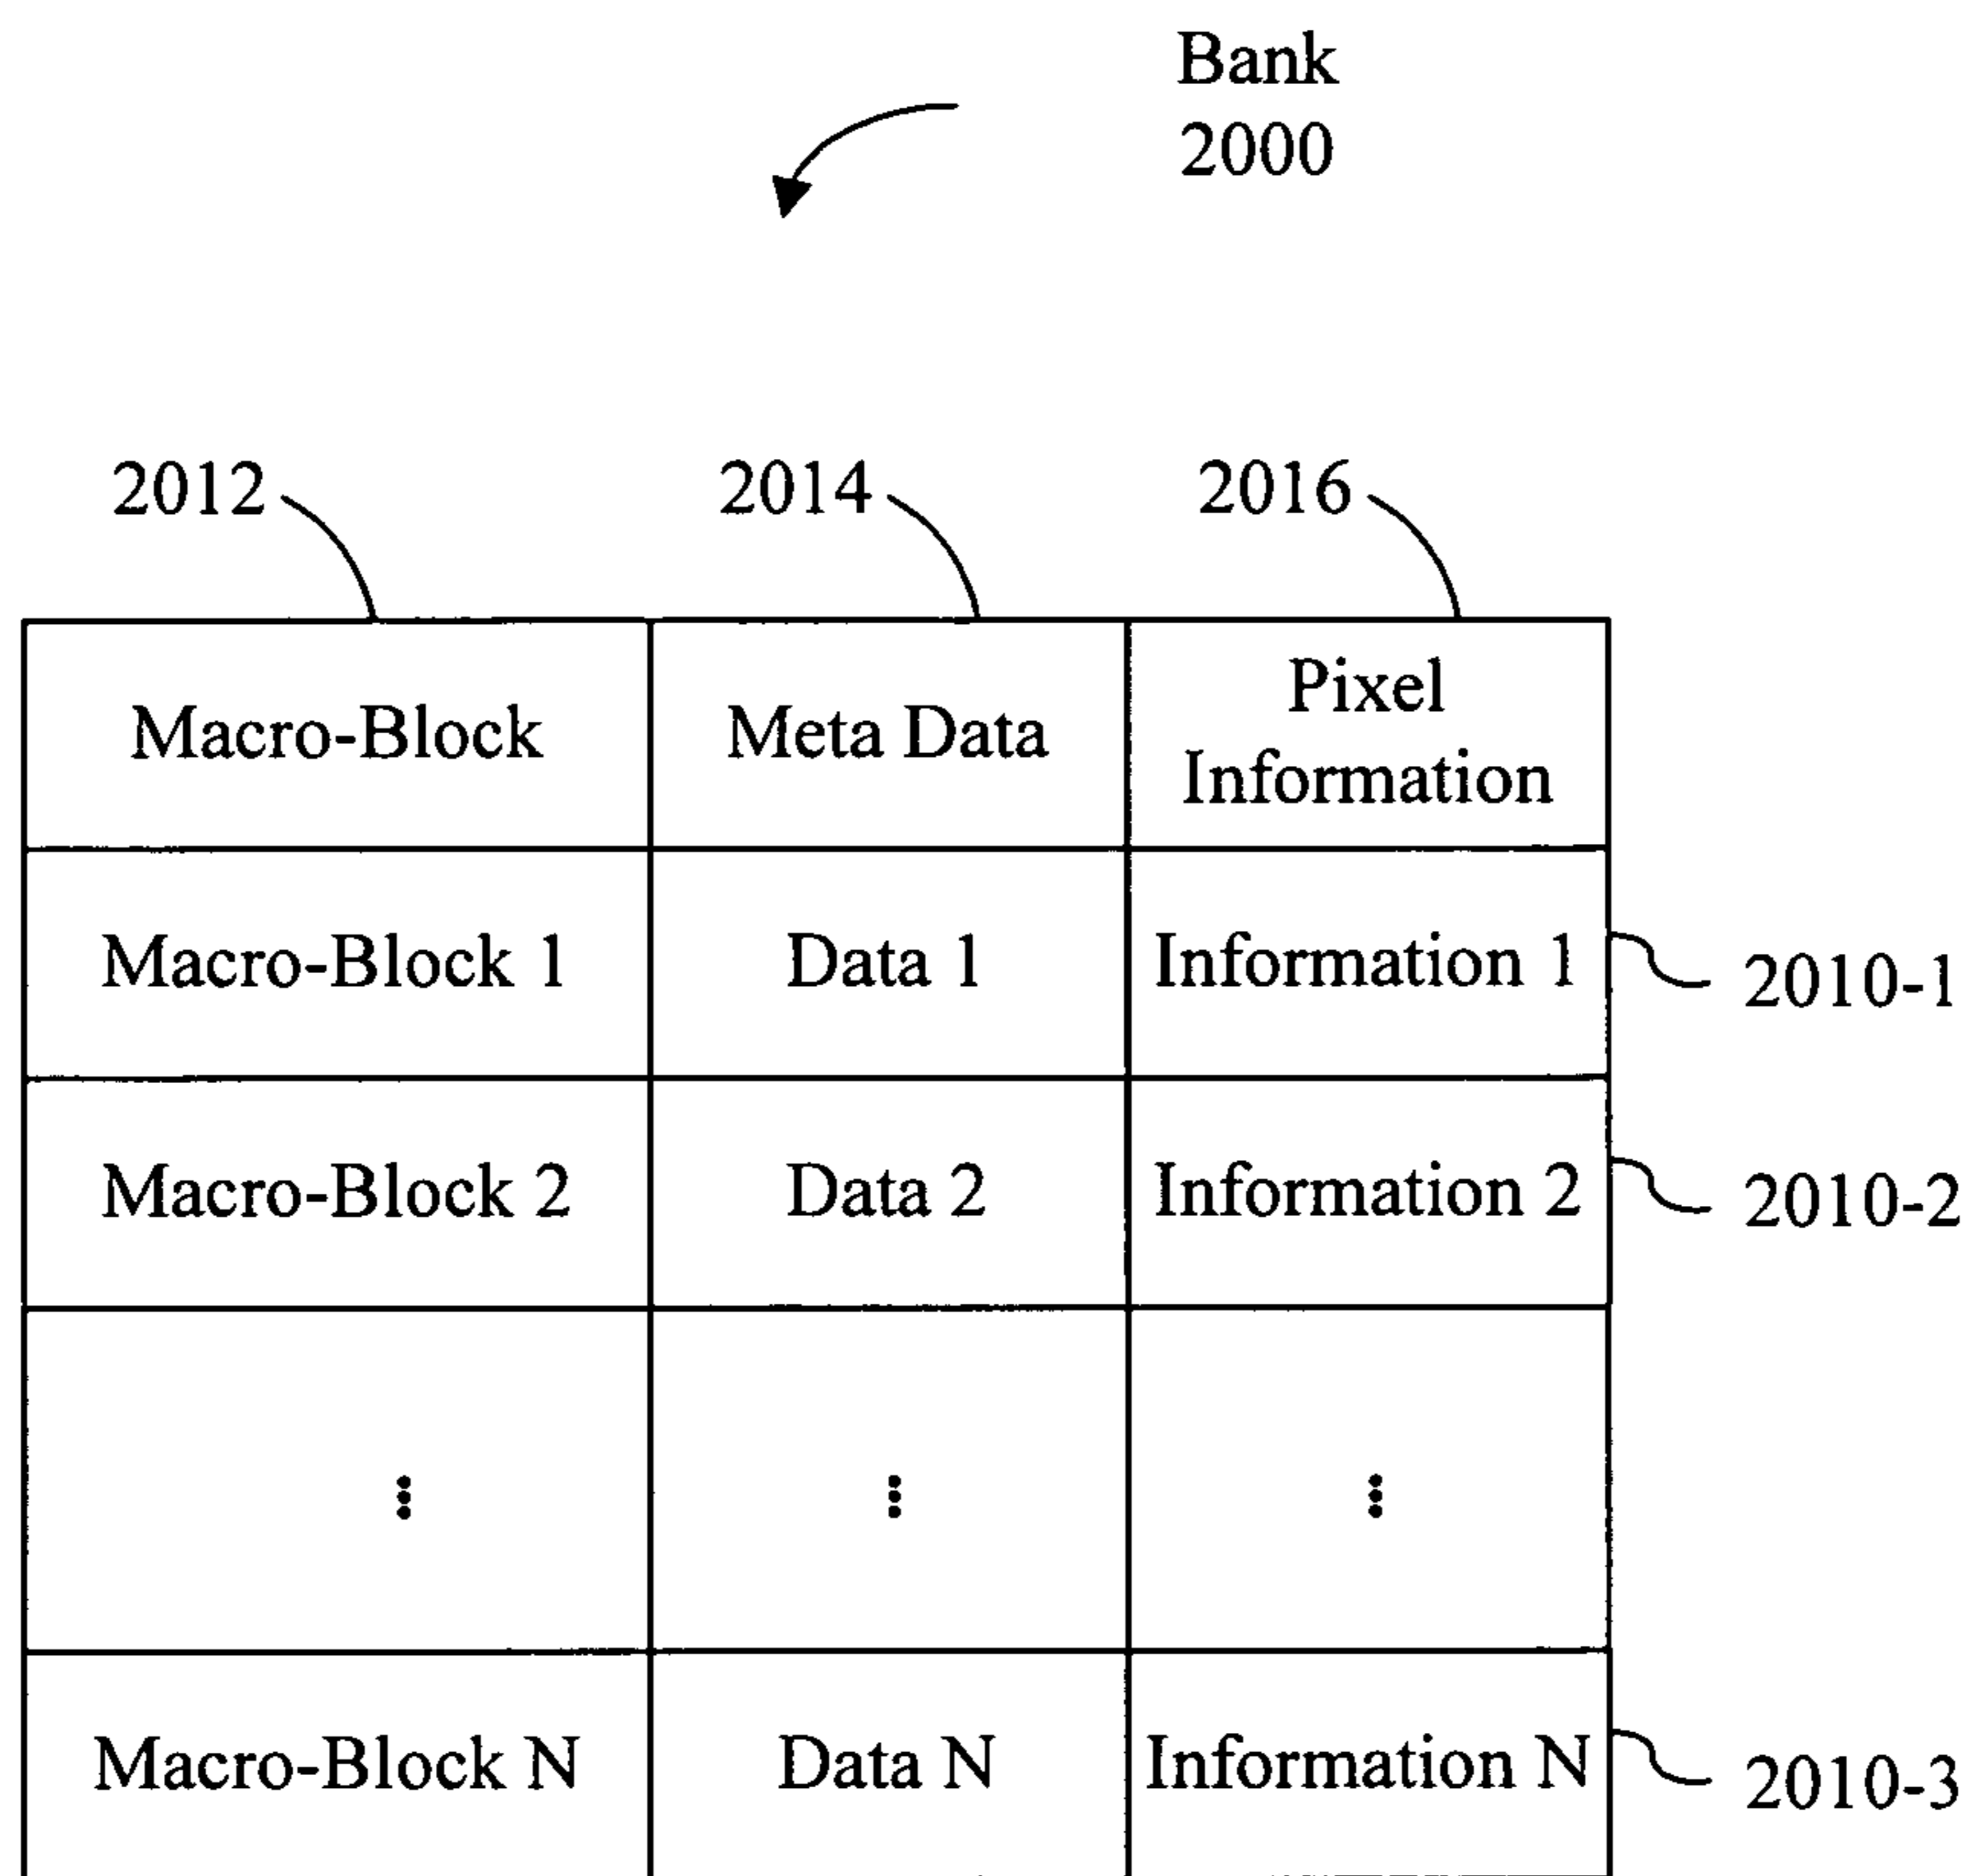 Bank
2000
2012 2014 2016
Macro-Block Meta Data Pixel
Information
Macro-Block 1 Data 1 Information 1 2010-1
Macro-Block 2 Data 2 Information 2 2010-2
Macro-Block N Data N Information N 2010-3